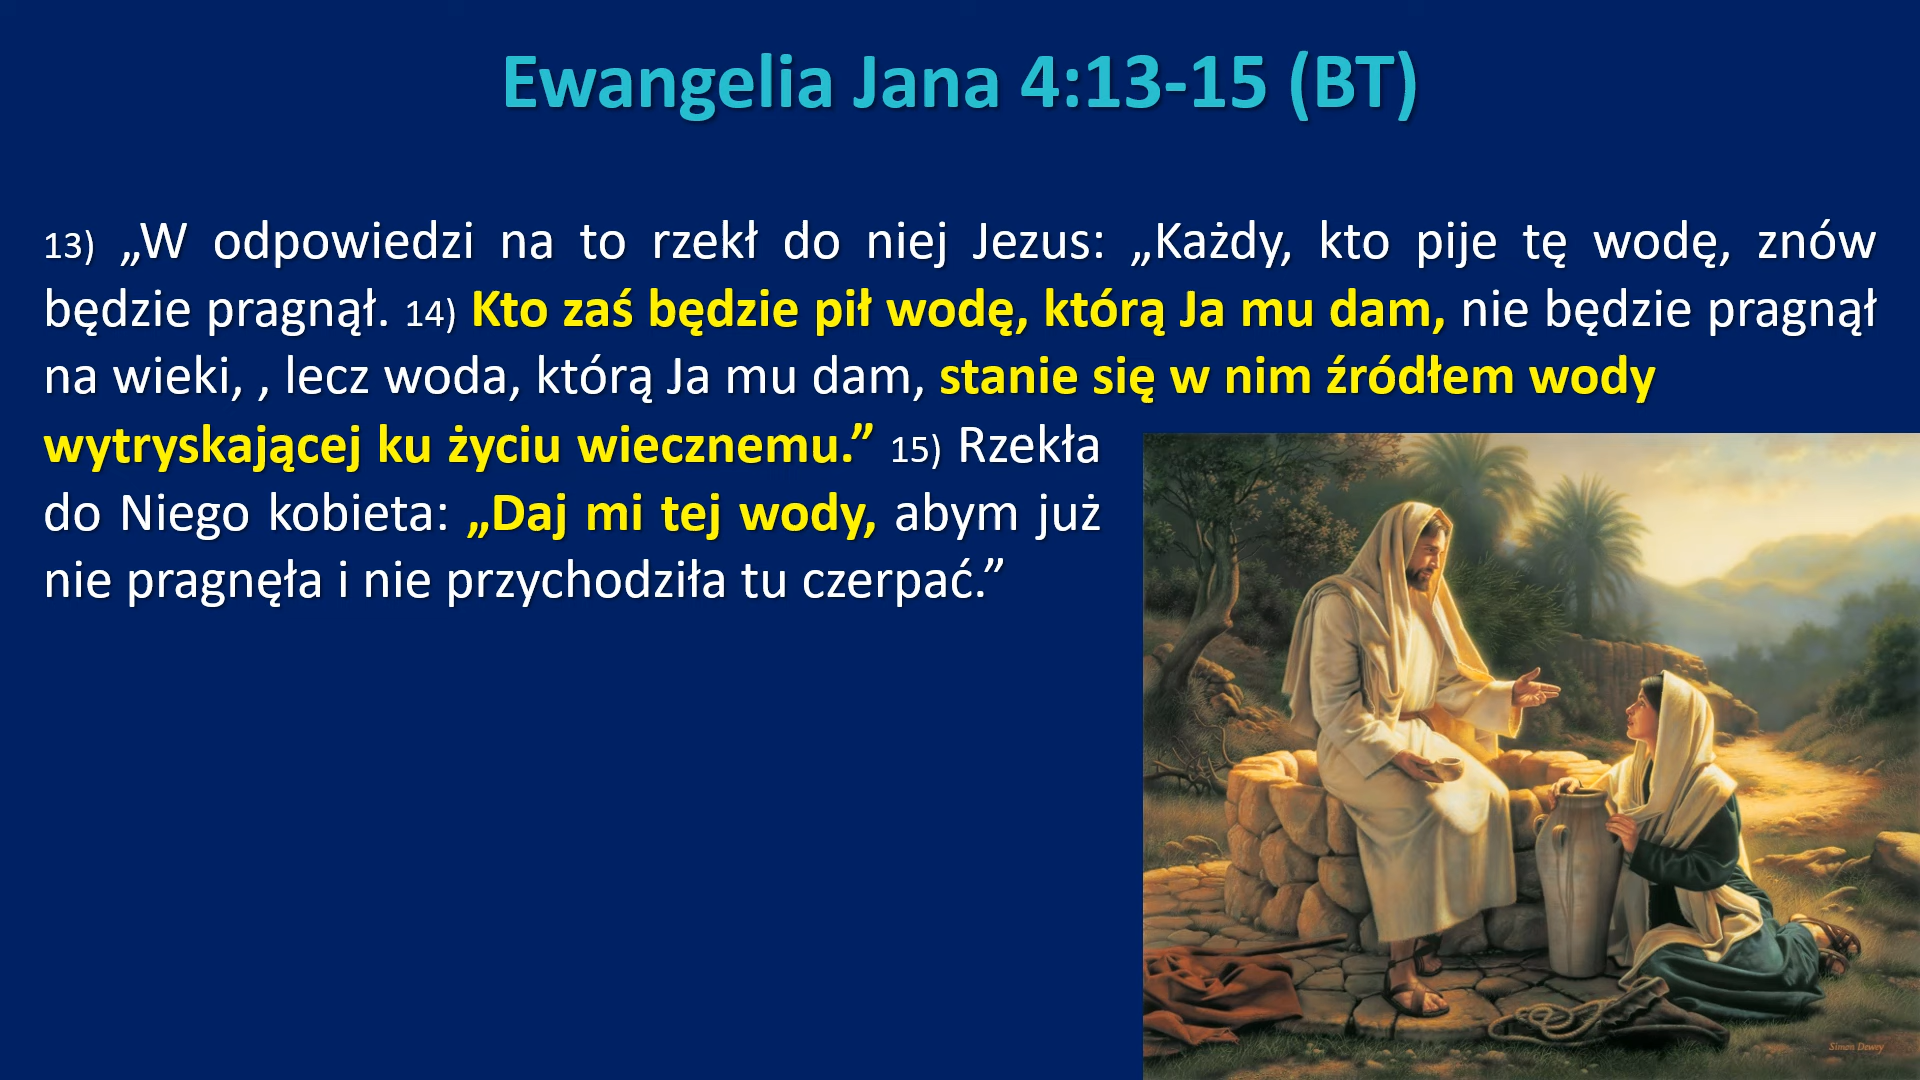 Ewangelia Jana 4:13-15 (BT)
13) „W odpowiedzi na to rzekł do niej Jezus: „Każdy, kto pije tę wodę, znów
będzie pragnął. 14) Kto zaś będzie pił wodę, którą Ja mu dam, nie będzie pragnął
na wieki, , lecz woda, którą Ja mu dam, stanie się w nim źródłem wody
wytryskającej ku życiu wiecznemu.” 15) Rzekła
do Niego kobieta: „Daj mi tej wody, abym już
nie pragnęła i nie przychodziła tu czerpać.”
Simon Dewey